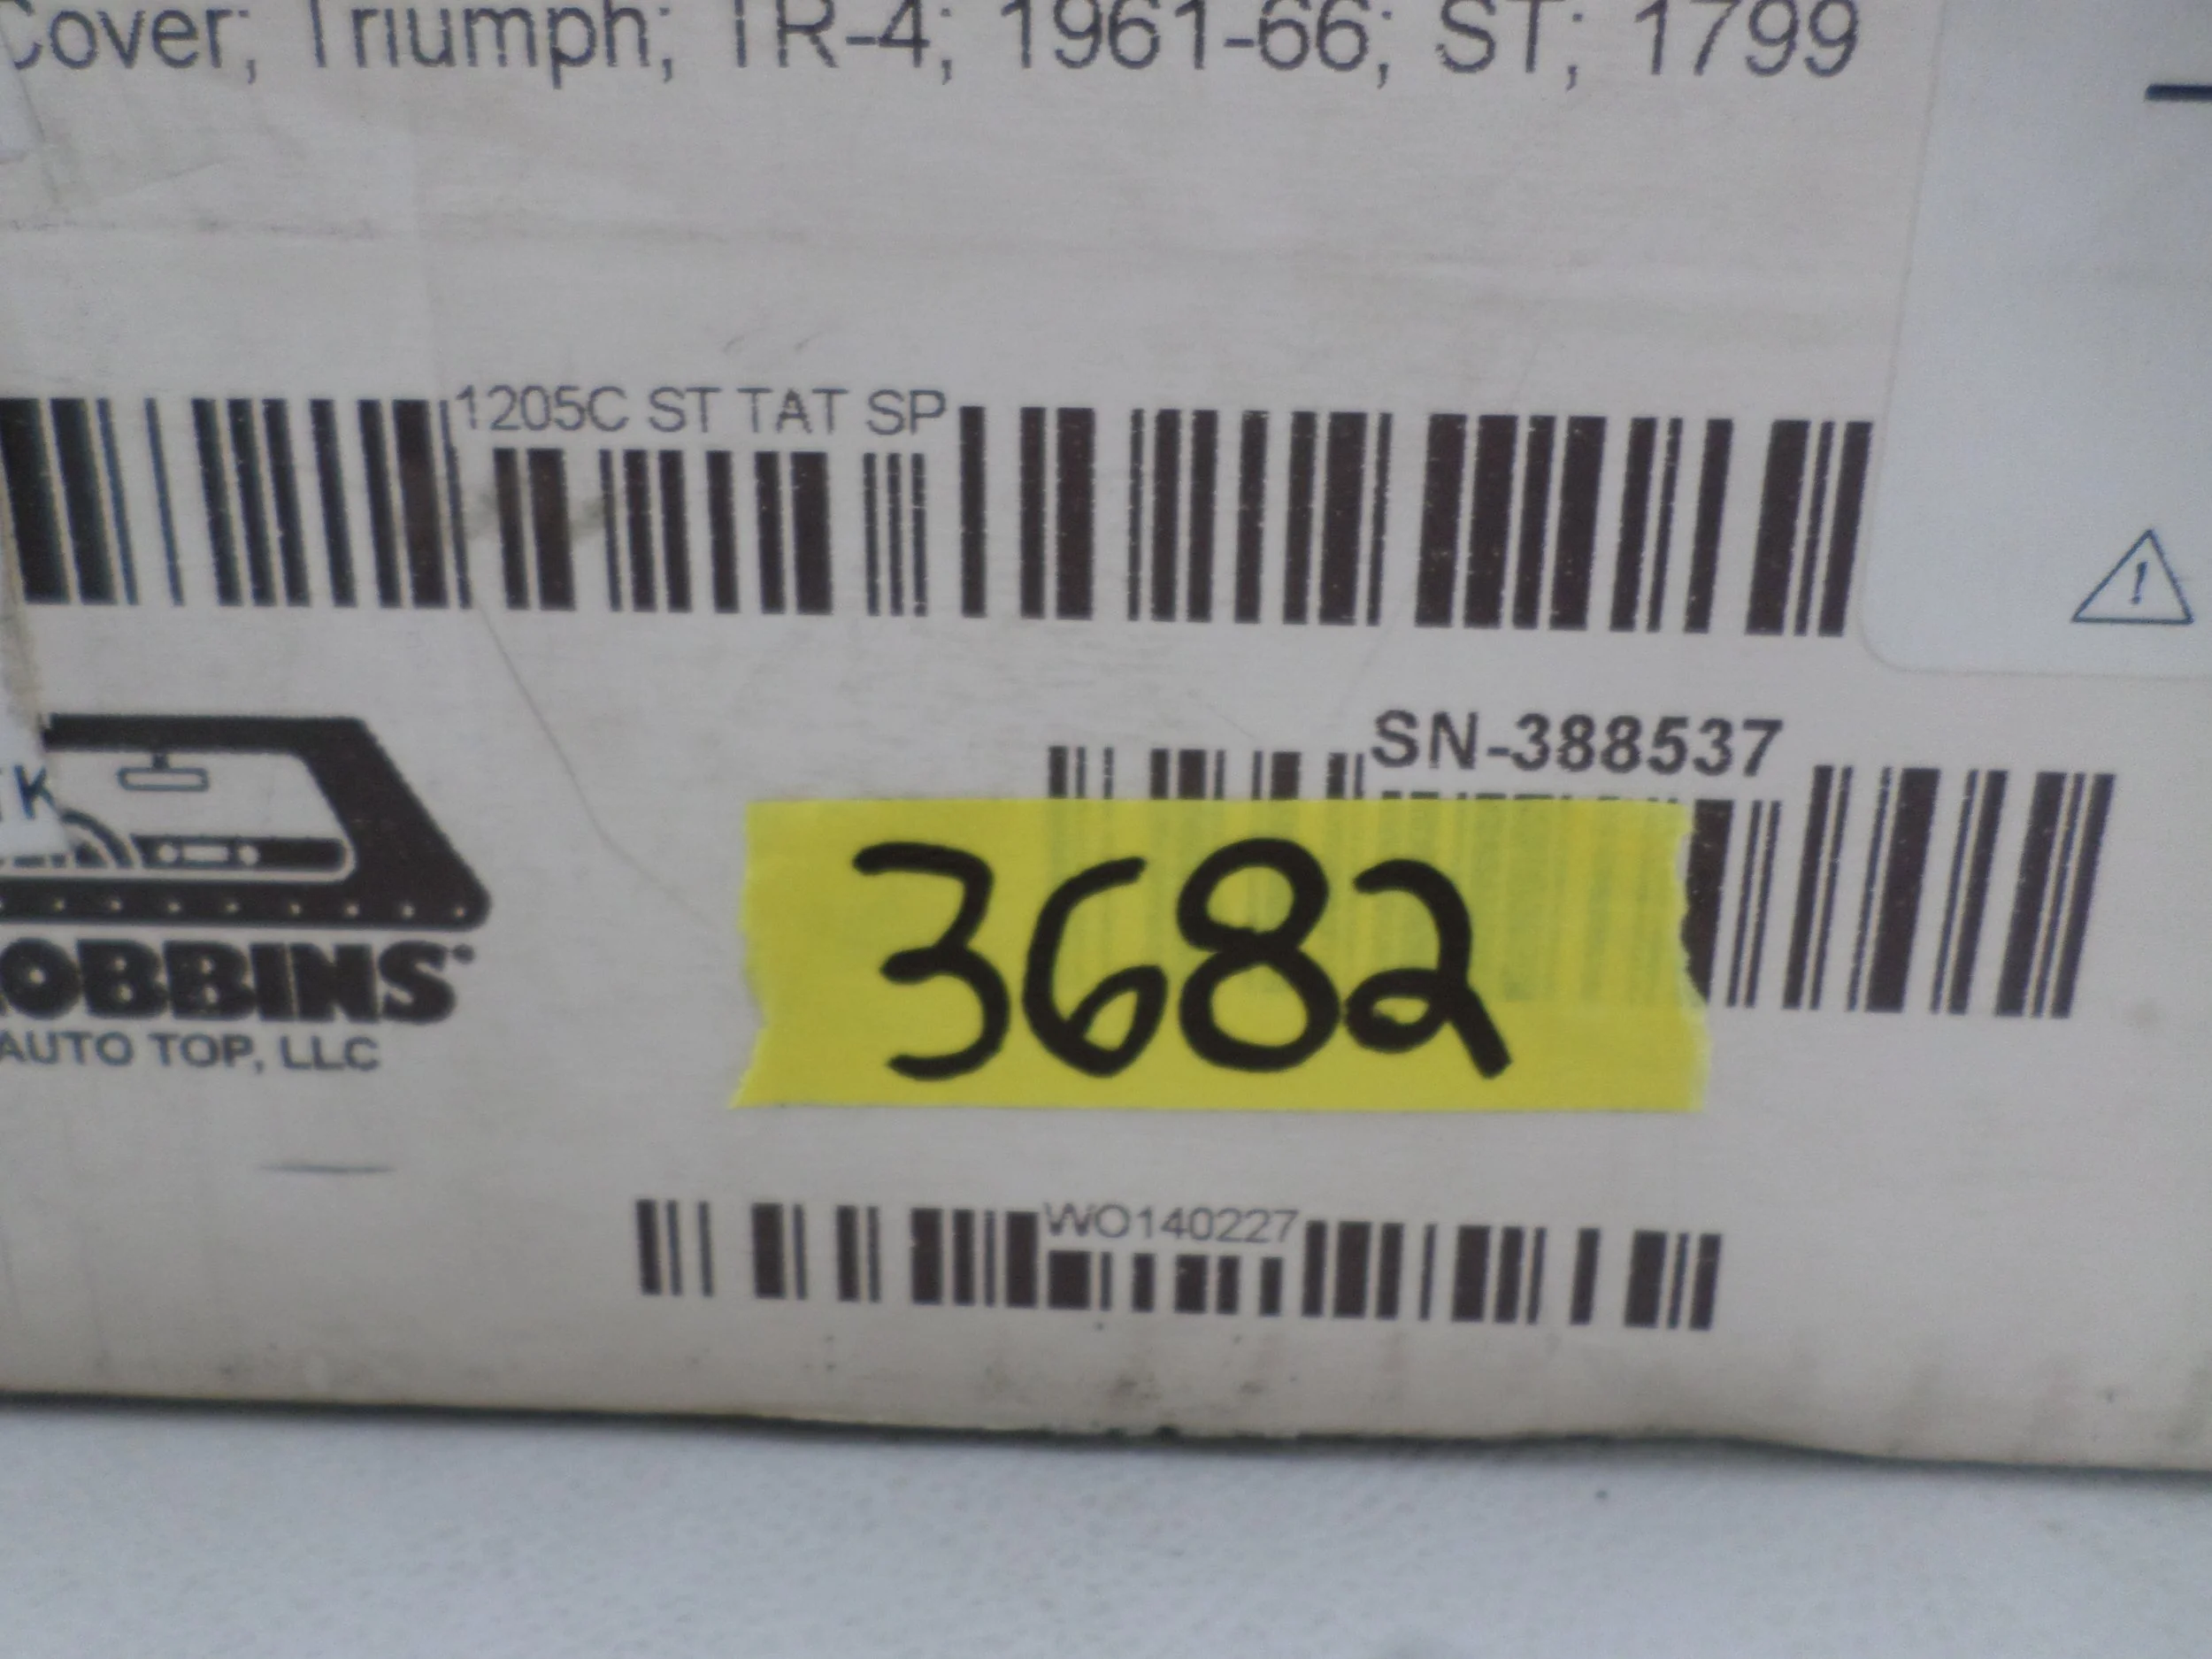 Cover; Triumph; TR-4; 1961-66; ST; 1799
1205C ST TAT SP
SN-388537
3682
OBBINS
AUTO TOP, LLC
WO140227